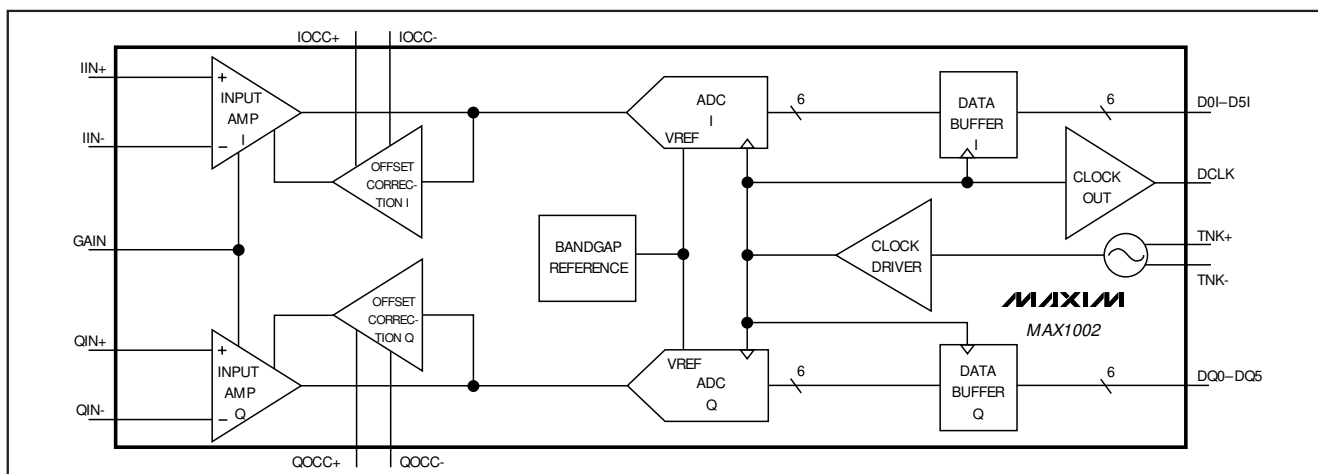 IOCC+ IOCC-
IIN+
+
INPUT
AMP
I
IIN-
−
OFFSET
CORREC-
TION I
ADC
I
VREF
6
DATA
BUFFER
I
6
D0I–D5I
CLOCK
OUT
DCLK
GAIN
BANDGAP
REFERENCE
CLOCK
DRIVER
TNK+
TNK-
MAXIM
MAX1002
OFFSET
CORREC-
TION Q
QIN+
+
INPUT
AMP
Q
QIN-
−
VREF
ADC
Q
6
DATA
BUFFER
Q
6
DQ0–DQ5
QOCC+ QOCC-